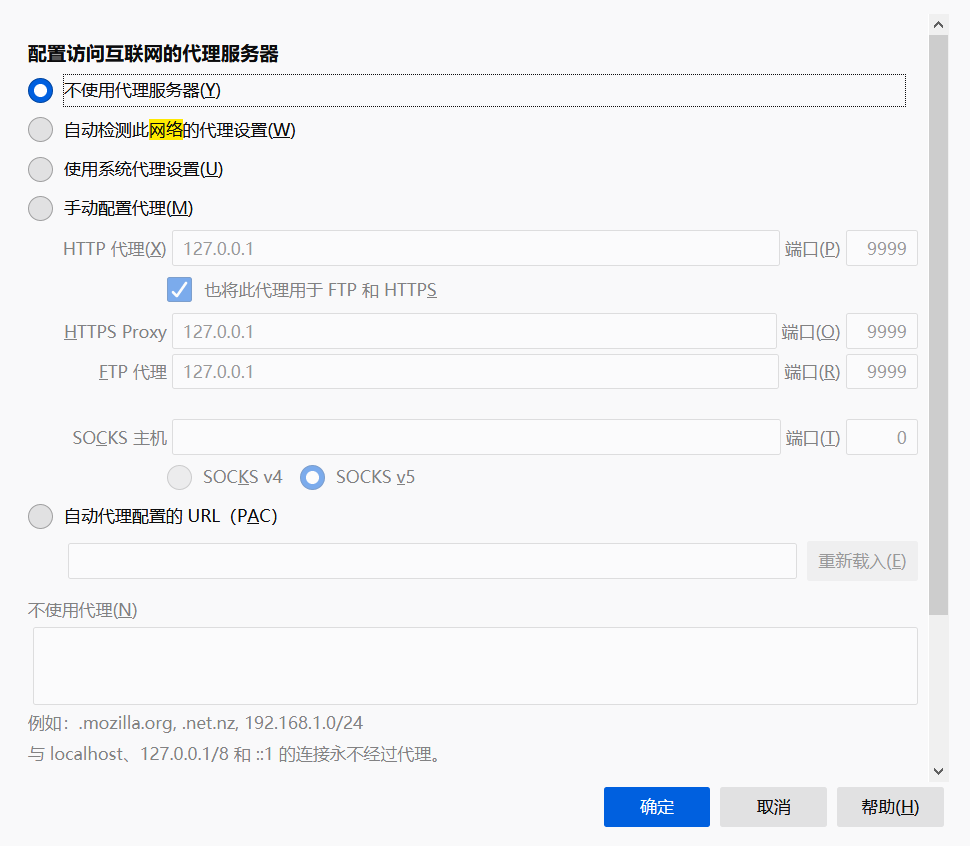 配置访问互联网的代理服务器
不使用代理服务器(Y)
自动检测此网络的代理设置(W)
使用系统代理设置(U)
手动配置代理(M)
HTTP 代理(X) 127.0.0.1 端口(P) 9999
也将此代理用于 FTP 和 HTTPS
HTTPS Proxy 127.0.0.1 端口(O) 9999
FTP 代理 127.0.0.1 端口(R) 9999
SOCKS 主机 端口(T) 0
SOCKS v4 SOCKS v5
自动代理配置的 URL（PAC）
重新载入(E)
不使用代理(N)
例如：.mozilla.org, .net.nz, 192.168.1.0/24
与 localhost、127.0.0.1/8 和 ::1 的连接永不经过代理。
确定 取消 帮助(H)